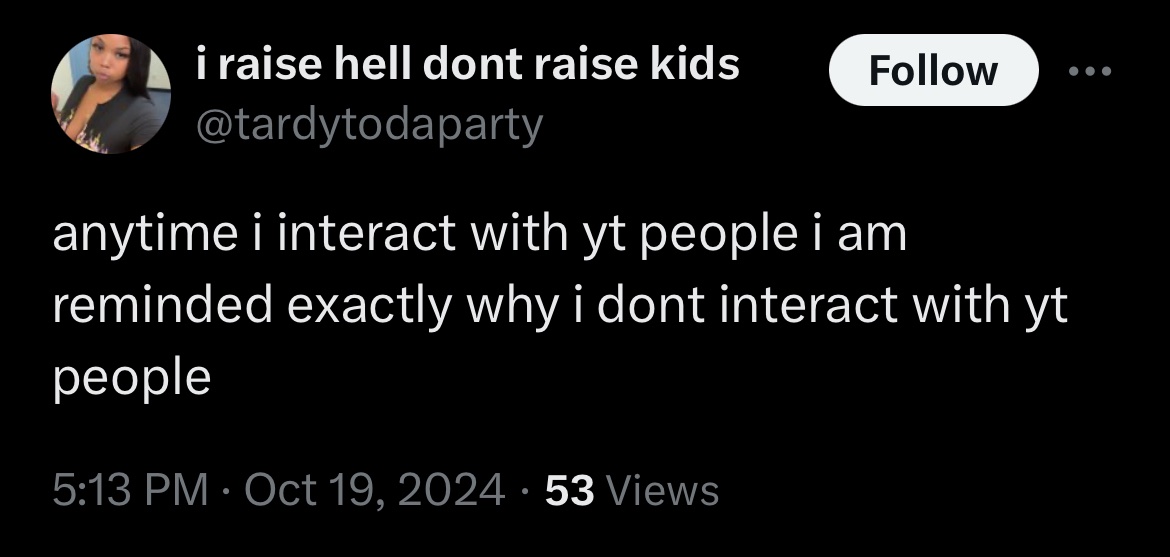 i raise hell dont raise kids
Follow
@tardytodaparty
anytime i interact with yt people i am
reminded exactly why i dont interact with yt
people
5:13 PM · Oct 19, 2024 · 53 Views